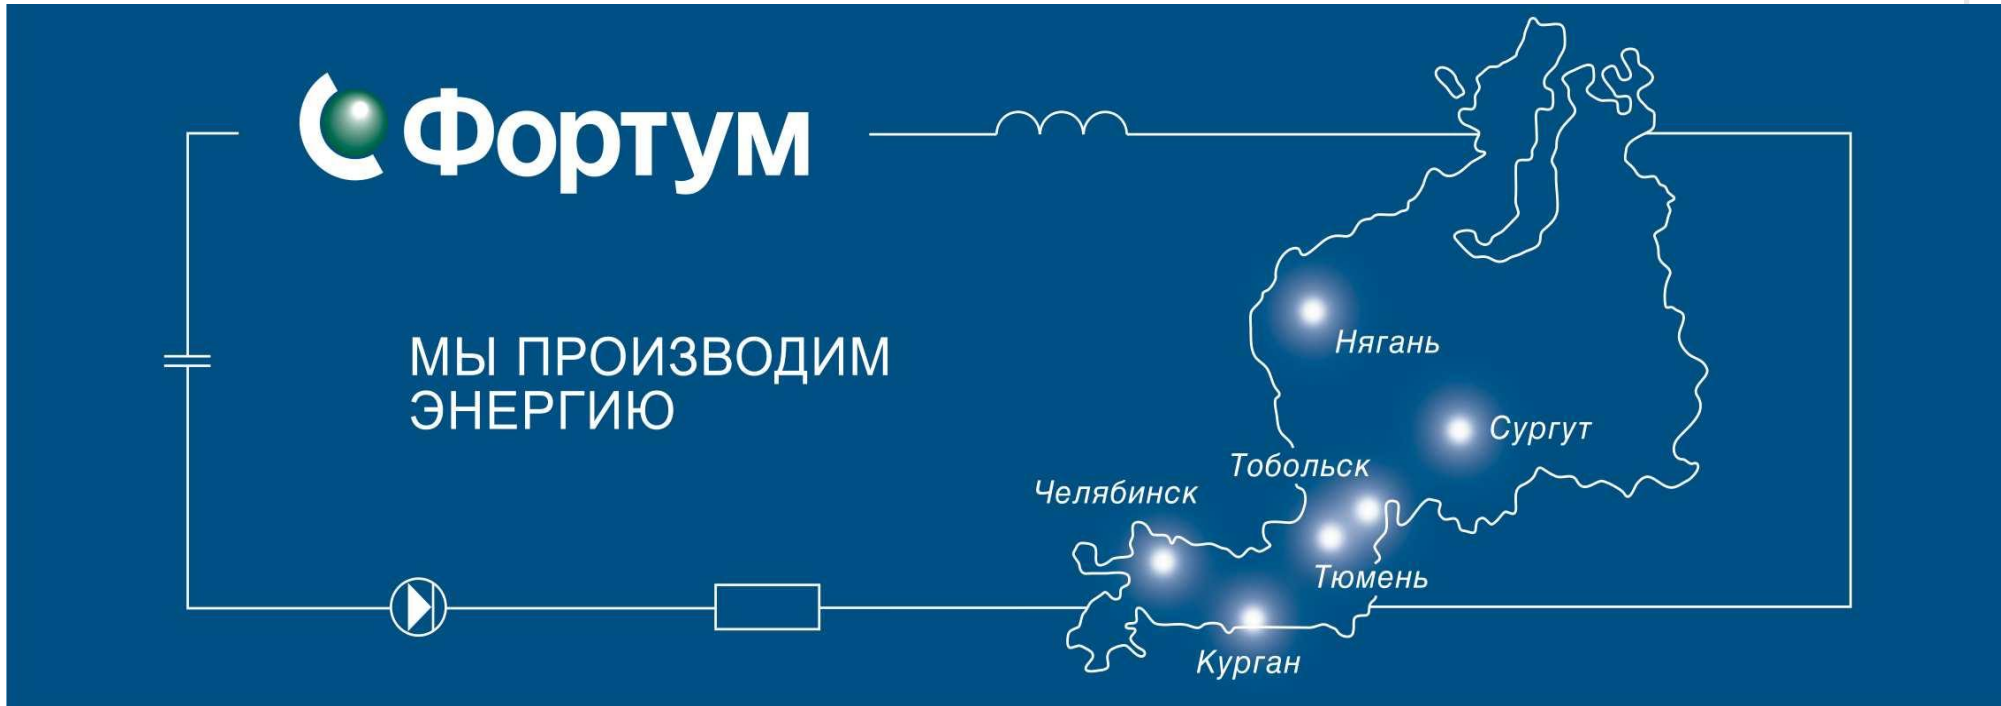 Фортум
МЫ ПРОИЗВОДИМ
ЭНЕРГИЮ
Нягань
Сургут
Тобольск
Челябинск
Тюмень
Курган